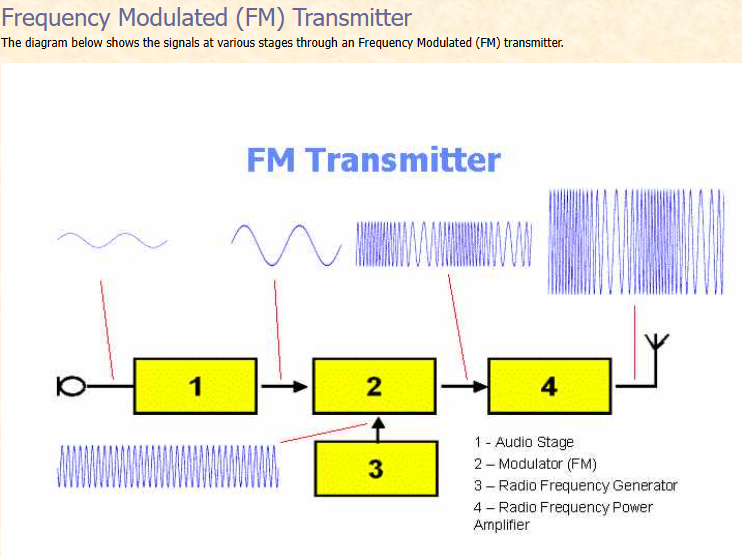 Frequency Modulated (FM) Transmitter
The diagram below shows the signals at various stages through an Frequency Modulated (FM) transmitter.
FM Transmitter
1
2
4
3
1 - Audio Stage
2 – Modulator (FM)
3 – Radio Frequency Generator
4 – Radio Frequency Power
Amplifier